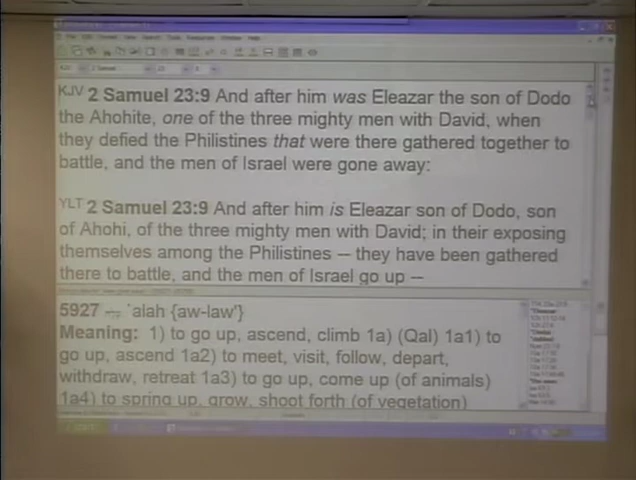 KJV 2 Samuel 23:9 And after him was Eleazar the son of Dodo
the Ahohite, one of the three mighty men with David, when
they defied the Philistines that were there gathered together to
battle, and the men of Israel were gone away:
YLT 2 Samuel 23:9 And after him is Eleazar son of Dodo, son
of Ahohi, of the three mighty men with David; in their exposing
themselves among the Philistines -- they have been gathered
there to battle, and the men of Israel go up --
5927 -- `alah {aw-law'}
Meaning: 1) to go up, ascend, climb 1a) (Qal) 1a1) to
go up, ascend 1a2) to meet, visit, follow, depart,
withdraw, retreat 1a3) to go up, come up (of animals)
1a4) to spring up, grow, shoot forth (of vegetation)